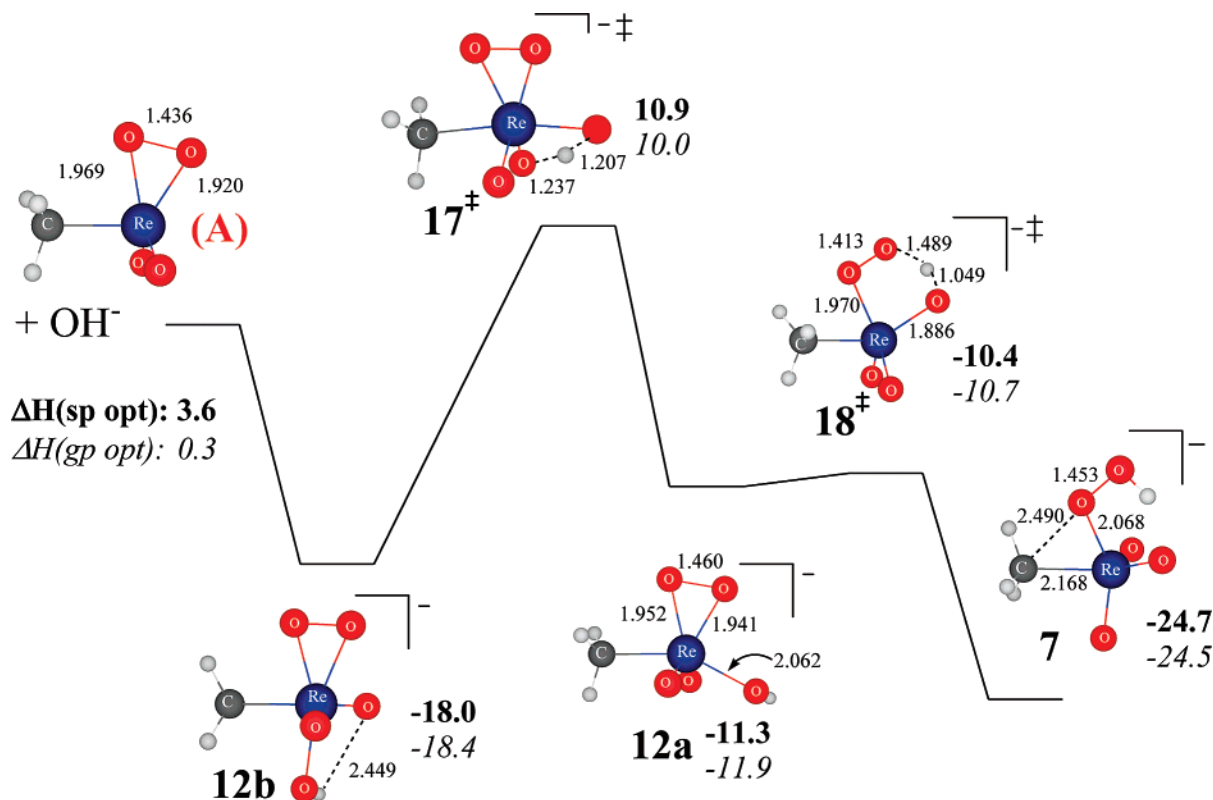 1.436
O
O
1.969
1.920
C
Re
(A)
O
O
+ OH-
ΔH(sp opt): 3.6
ΔH(gp opt): 0.3
- ‡
O
O
C
Re
O
O
1.237
1.207
10.9
10.0
17‡
-
O
O
C
Re
O
O
O
2.449
12b
-18.0
-18.4
-
1.460
O
O
1.952
1.941
C
Re
2.062
O
O
O
12a
-11.3
-11.9
-‡
1.413
O
1.489
O
1.049
O
1.970
1.886
C
Re
O
O
18‡
-10.4
-10.7
-
1.453
O
O
2.490
2.068
C
Re
O
O
2.168
O
7
-24.7
-24.5